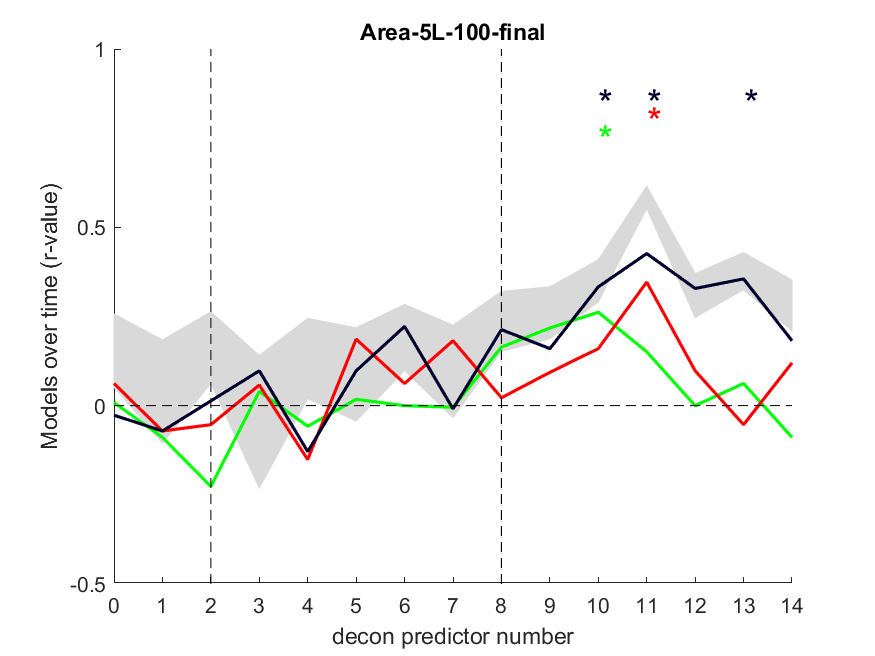 Area-5L-100-final
Models over time (r-value)
1
0.5
0
-0.5
* * *
*
*
0 1 2 3 4 5 6 7 8 9 10 11 12 13 14
decon predictor number